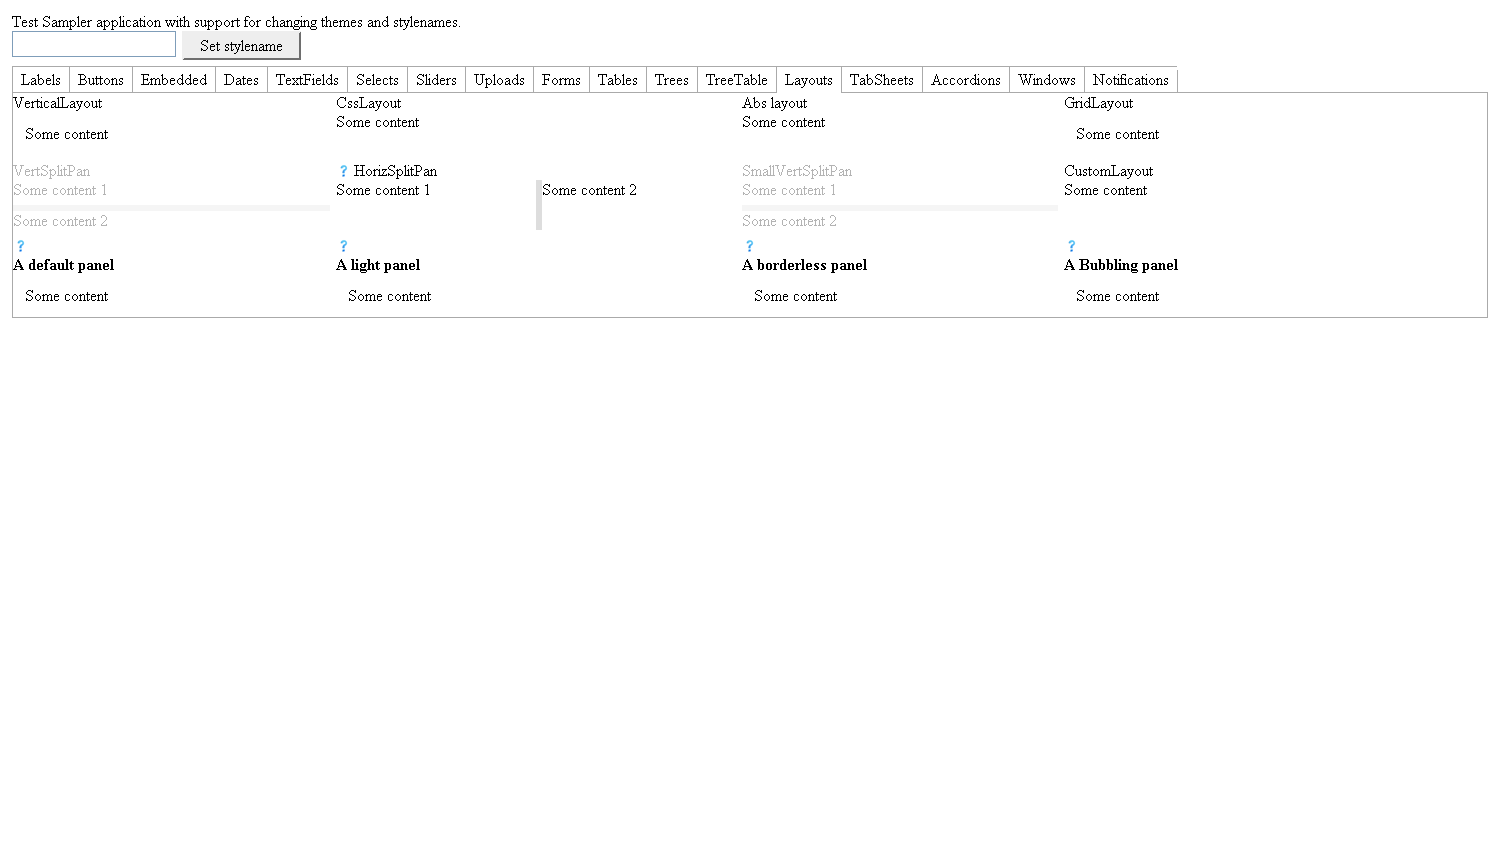 Test Sampler application with support for changing themes and stylenames.
Set stylename
Labels Buttons Embedded Dates TextFields Selects Sliders Uploads Forms Tables Trees TreeTable Layouts TabSheets Accordions Windows Notifications
VerticalLayout CssLayout Abs layout GridLayout
Some content Some content
Some content Some content
VertSplitPan ? HorizSplitPan SmallVertSplitPan CustomLayout
Some content 1 Some content 1 Some content 2 Some content 1 Some content
Some content 2 Some content 2
? ? ? ?
A default panel A light panel A borderless panel A Bubbling panel
Some content Some content Some content Some content